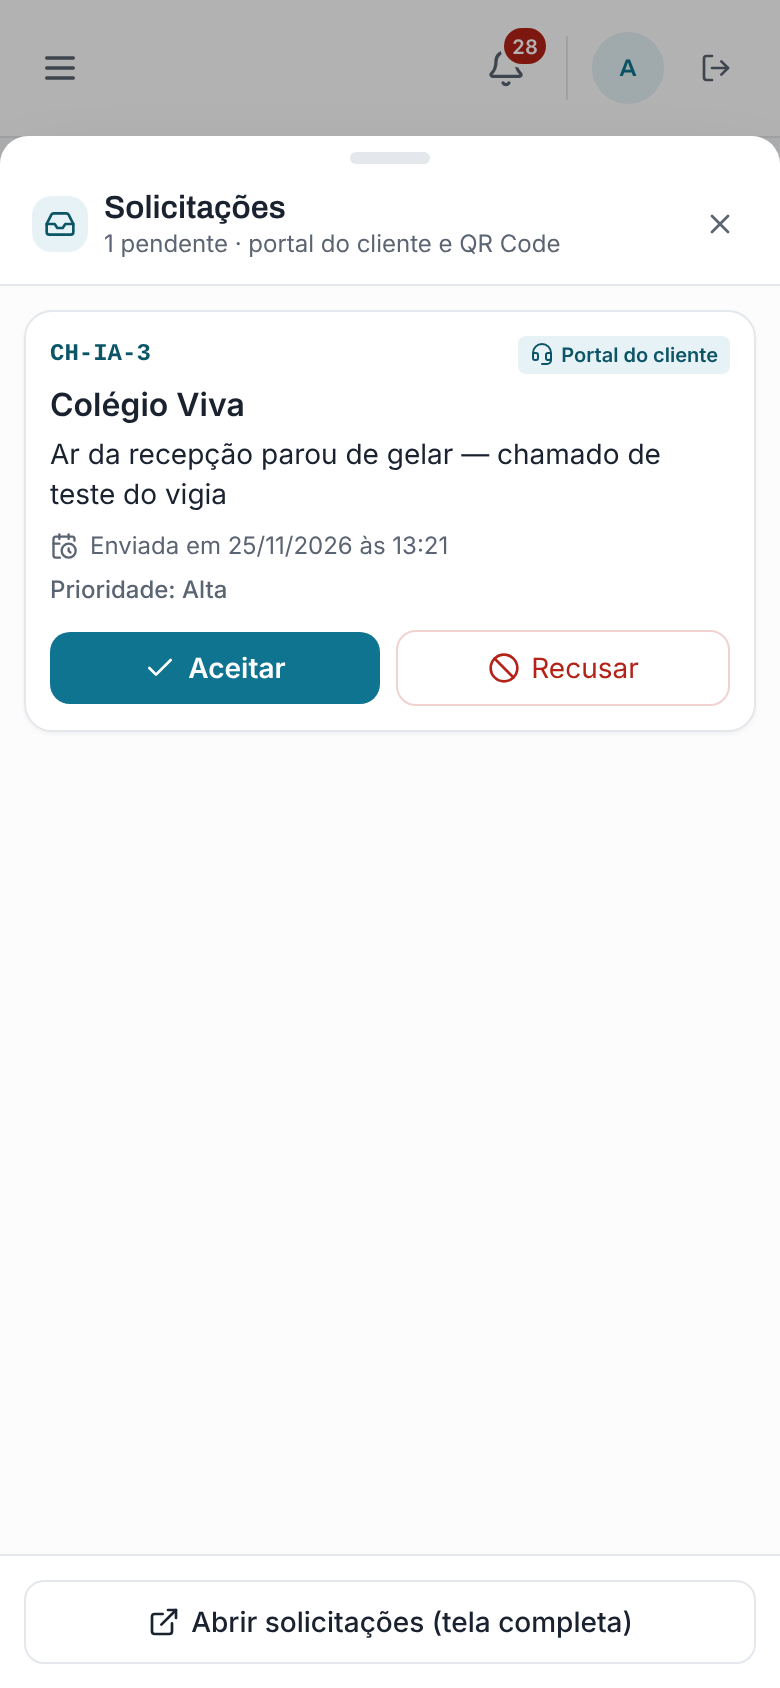 28
A
Solicitações
1 pendente · portal do cliente e QR Code
CH-IA-3
Portal do cliente
Colégio Viva
Ar da recepção parou de gelar — chamado de
teste do vigia
Enviada em 25/11/2026 às 13:21
Prioridade: Alta
Aceitar
Recusar
Abrir solicitações (tela completa)